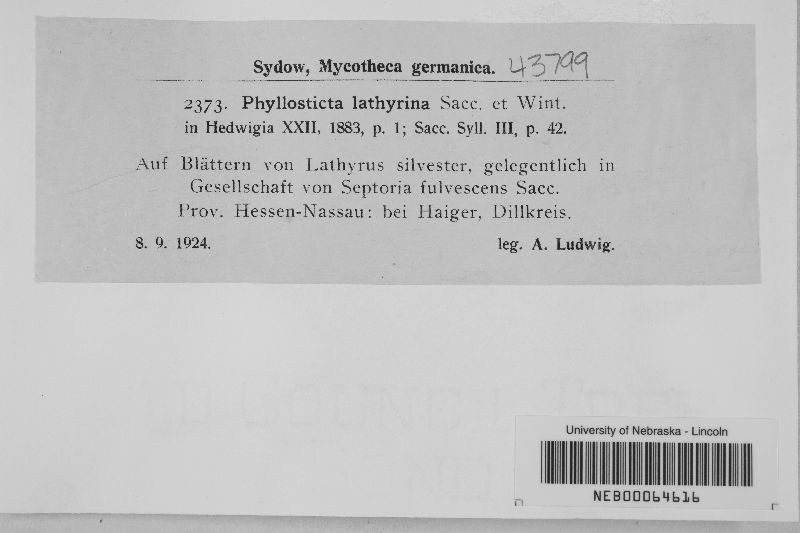 Sydow, Mycotheca germanica. 43799
2373. Phyllosticta lathyrina Sacc. et Wint.
in Hedwigia XXII, 1883, p. 1; Sacc. Syll. III, p. 42.
Auf Blättern von Lathyrus silvester, gelegentlich in
Gesellschaft von Septoria fulvescens Sacc.
Prov. Hessen-Nassau: bei Haiger, Dillkreis.
8. 9. 1924. leg. A. Ludwig.
University of Nebraska - Lincoln
NEB00064616